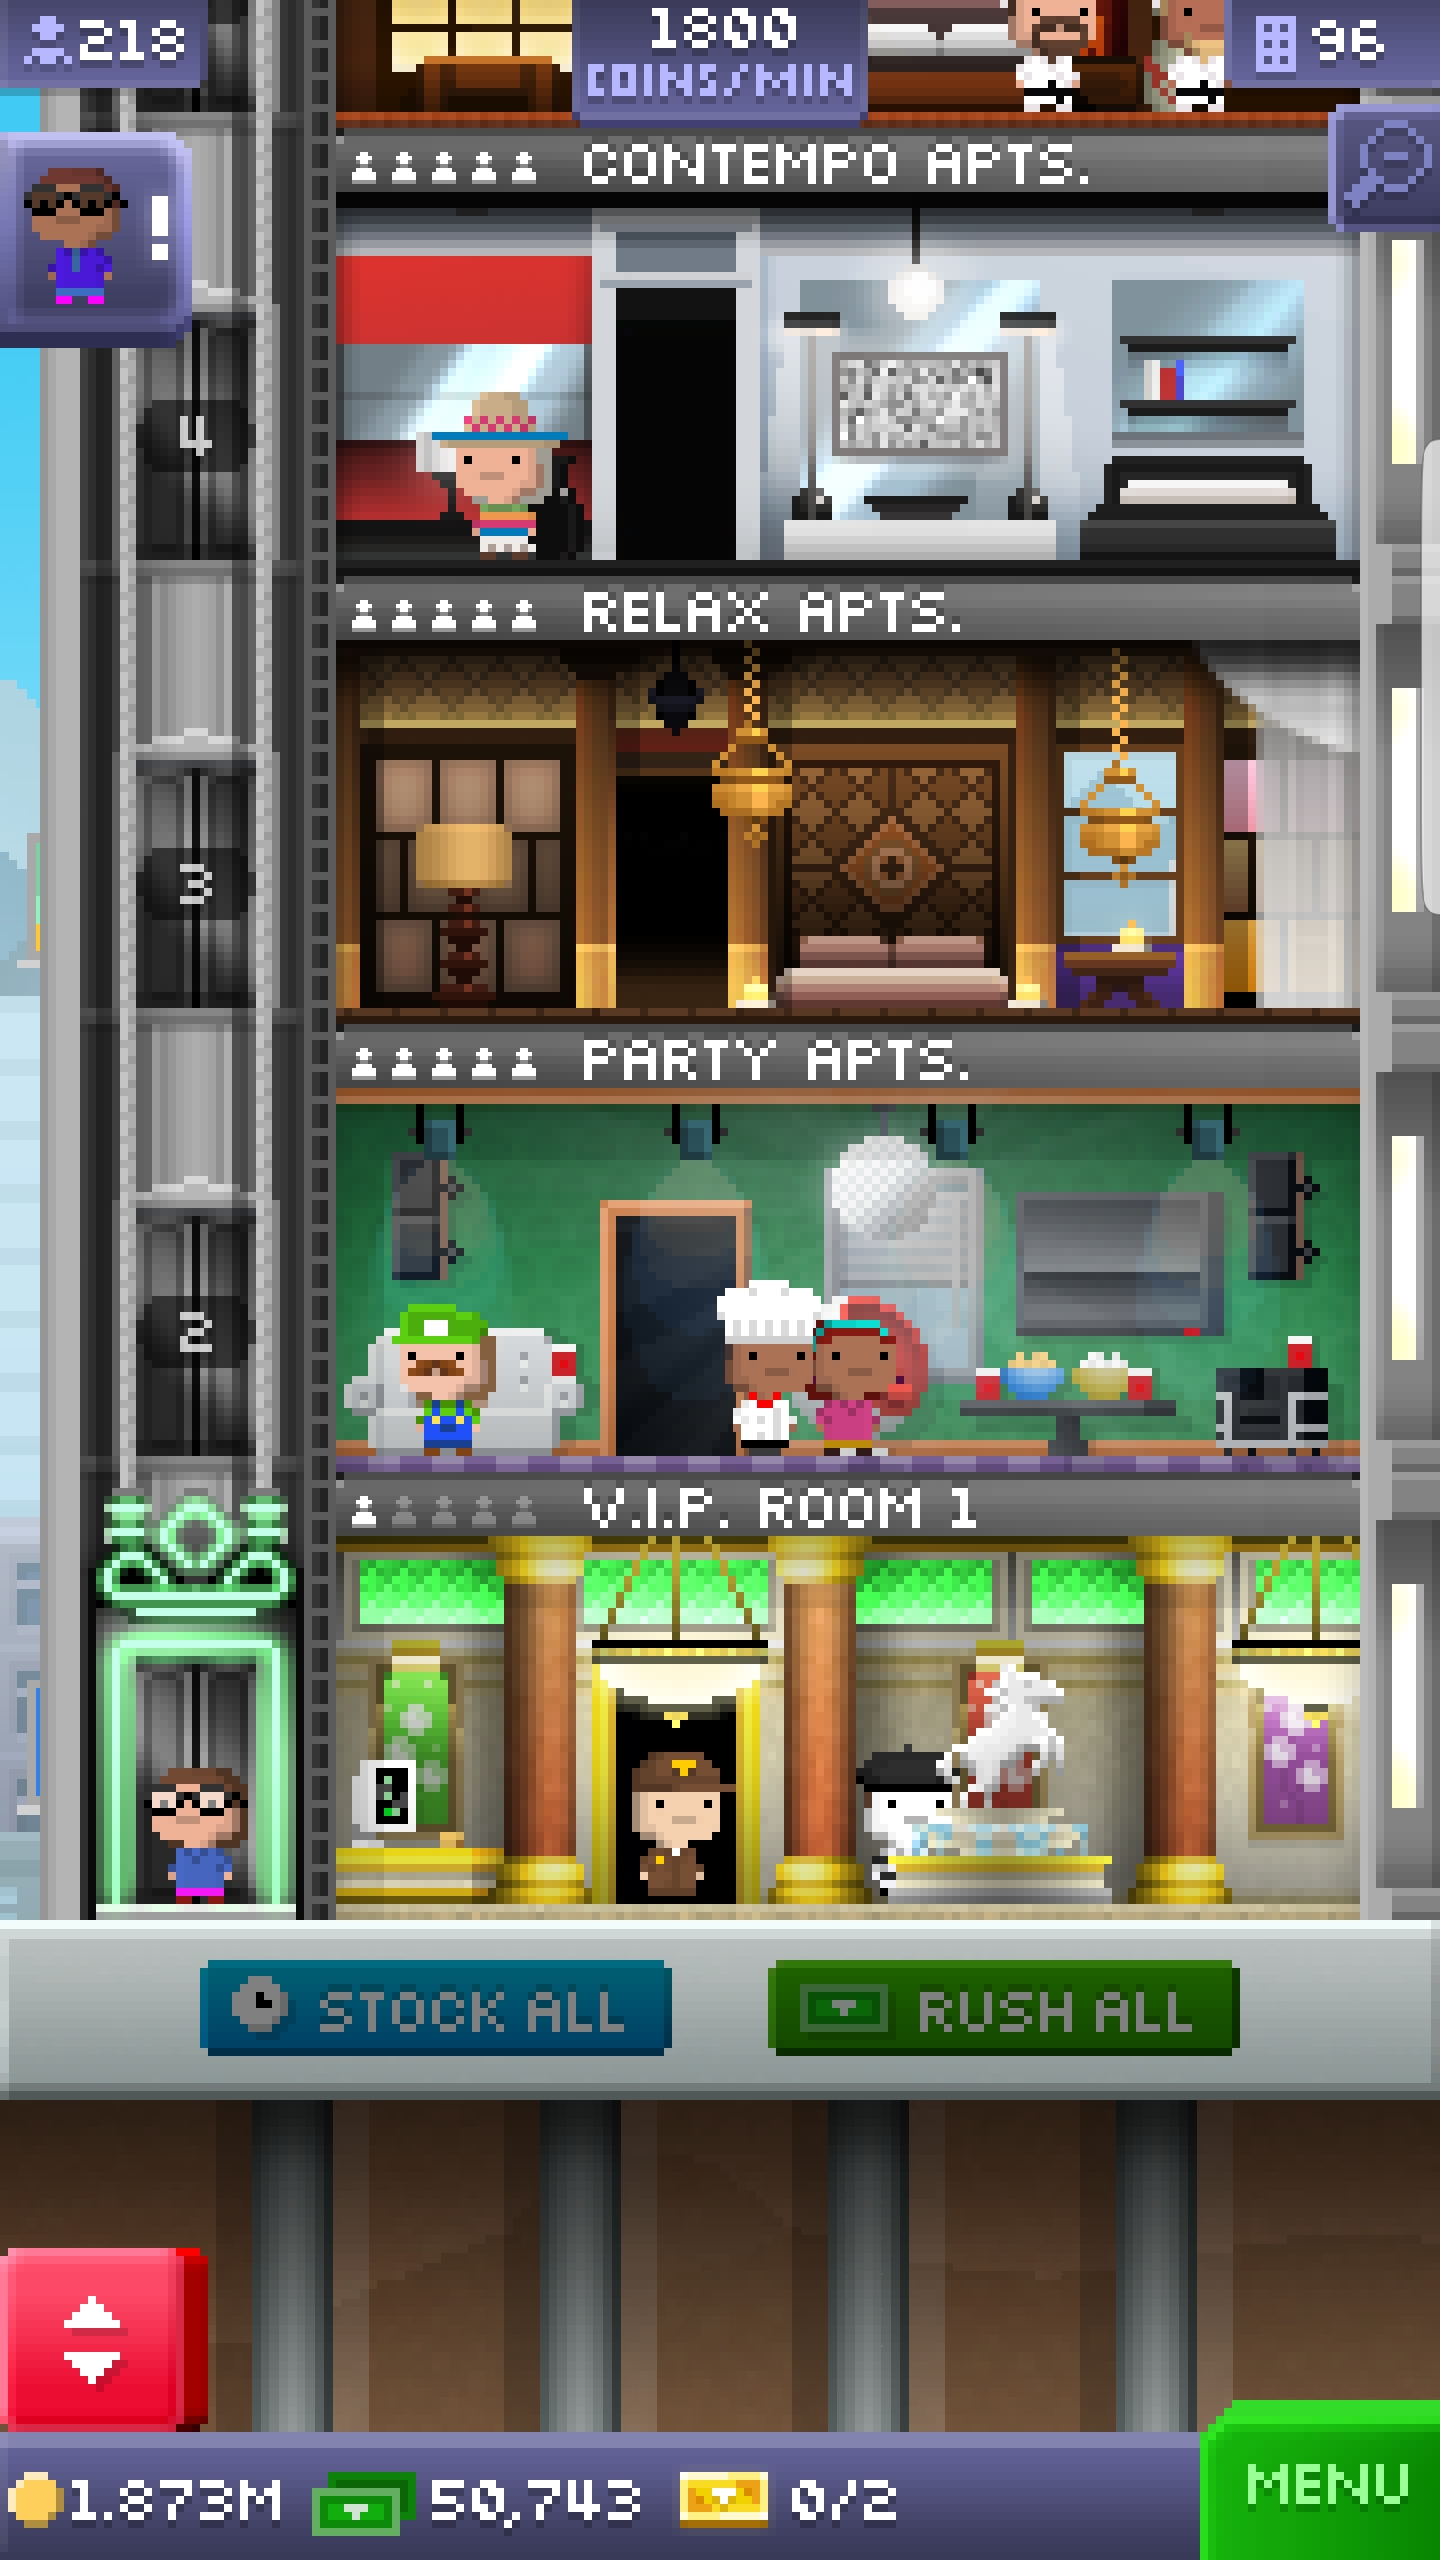 218
1800
COINS/MIN
96
CONTEMPO APTS.
!
4
RELAX APTS.
3
PARTY APTS.
2
V.I.P. ROOM 1
STOCK ALL
RUSH ALL
1.873M
50,743
0/2
MENU